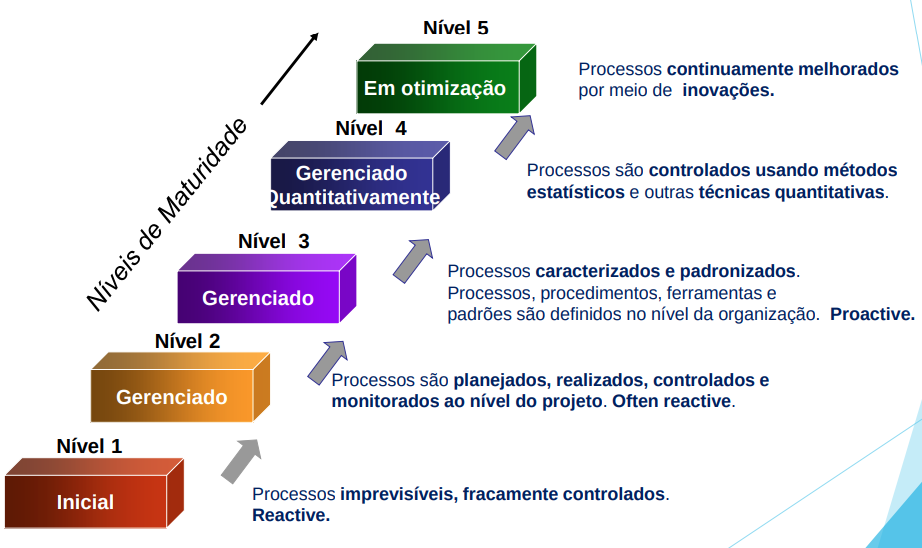 Nível 5
Em otimização
Processos continuamente melhorados
por meio de inovações.
Níveis de Maturidade
Nível 4
Gerenciado
Quantitativamente
Processos são controlados usando métodos
estatísticos e outras técnicas quantitativas.
Nível 3
Gerenciado
Processos caracterizados e padronizados.
Processos, procedimentos, ferramentas e
padrões são definidos no nível da organização. Proactive.
Nível 2
Gerenciado
Processos são planejados, realizados, controlados e
monitorados ao nível do projeto. Often reactive.
Nível 1
Inicial
Processos imprevisíveis, fracamente controlados.
Reactive.